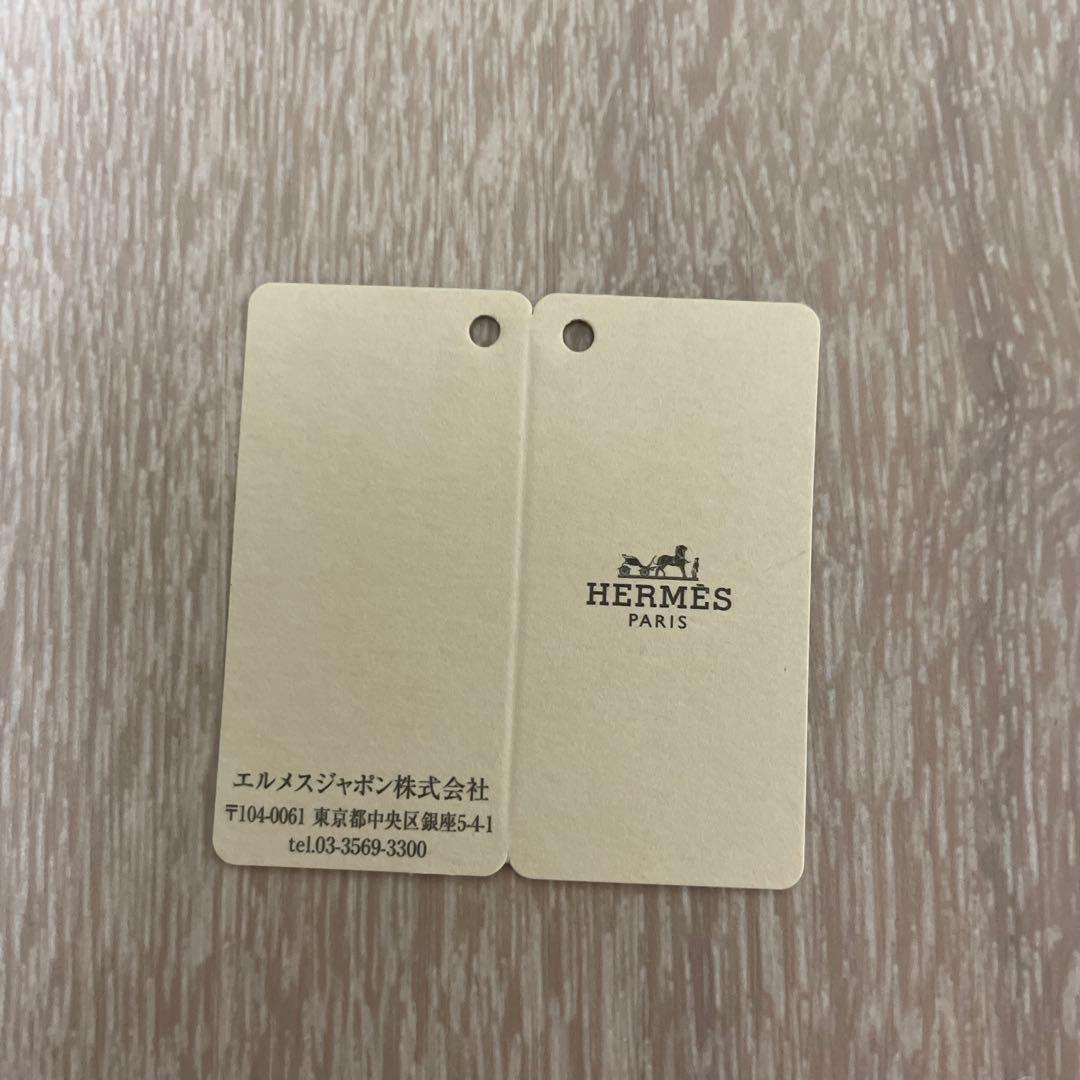 エルメスジャポン株式会社
〒104-0061 東京都中央区銀座5-4-1
tel.03-3569-3300
HERMÈS
PARIS